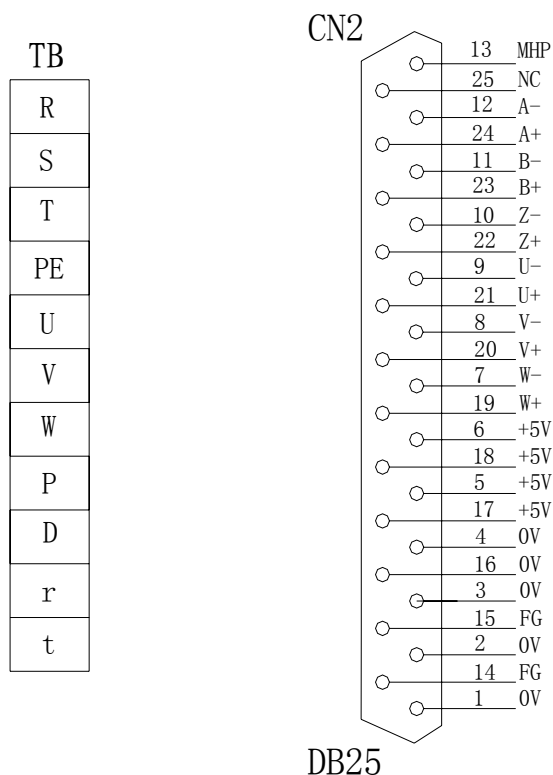 TB
R
S
T
PE
U
V
W
P
D
r
t
CN2
13 MHP
25 NC
12 A-
24 A+
11 B-
23 B+
10 Z-
22 Z+
9 U-
21 U+
8 V-
20 V+
7 W-
19 W+
6 +5V
18 +5V
5 +5V
17 +5V
4 0V
16 0V
3 0V
15 FG
2 0V
14 FG
1 0V
DB25